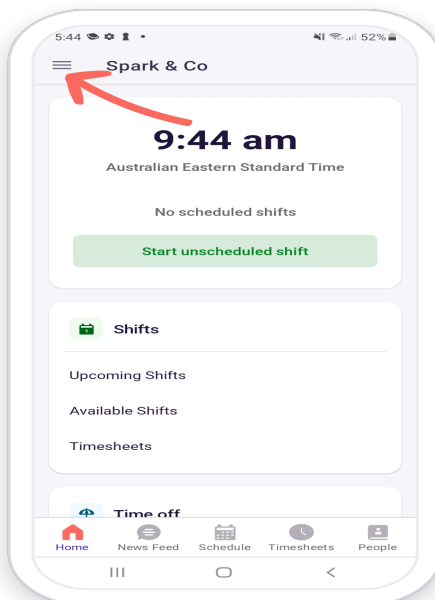 5:44 52%
Spark & Co
9:44 am
Australian Eastern Standard Time
No scheduled shifts
Start unscheduled shift
Shifts
Upcoming Shifts
Available Shifts
Timesheets
Time off
Home News Feed Schedule Timesheets People